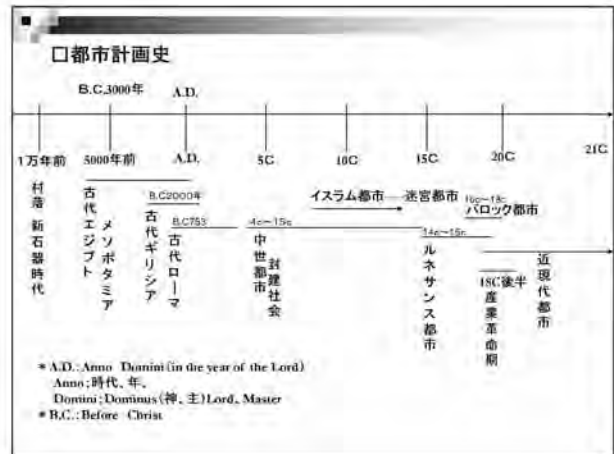 □都市計画史
B.C.3000年 A.D.
1万年前 5000年前 A.D. 5C 10C 15C 20C 21C
村落 新石器時代
古代エジプト
メソポタミア
B.C2000年
古代ギリシア
B.C753
古代ローマ
4c～15c
中世都市
封建社会
イスラム都市 迷宮都市
14c～15c
ルネサンス都市
16c～18c
バロック都市
18C後半
産業革命期
近現代都市
* A.D.: Anno Domini (in the year of the Lord)
Anno;時代、年、
Domini; Dominus(神、主)Lord、Master
* B.C.: Before Christ